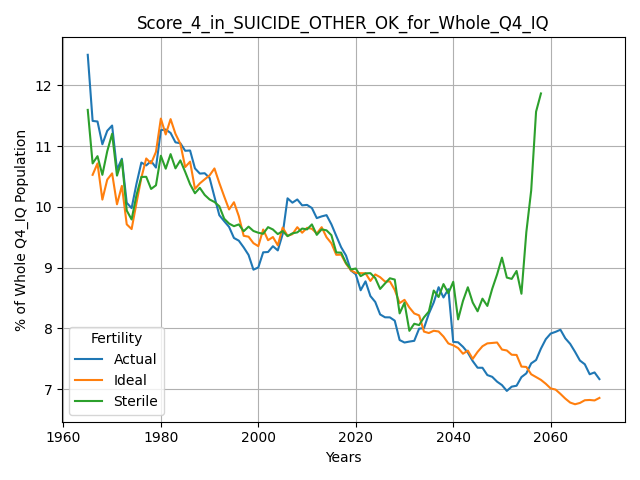 Score_4_in_SUICIDE_OTHER_OK_for_Whole_Q4_IQ
% of Whole Q4_IQ Population
12
11
10
9
8
7
Fertility
Actual
Ideal
Sterile
1960
1980
2000
2020
2040
2060
Years